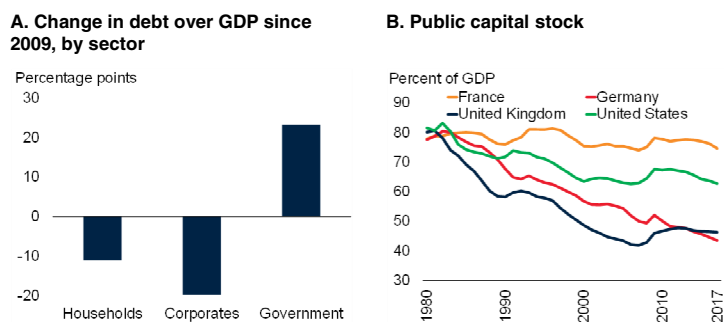 A. Change in debt over GDP since
2009, by sector
Percentage points
30
20
10
0
-10
-20
Households Corporates Government
B. Public capital stock
Percent of GDP
90
80
70
60
50
40
30
France Germany
United Kingdom United States
1980 1990 2000 2010 2017